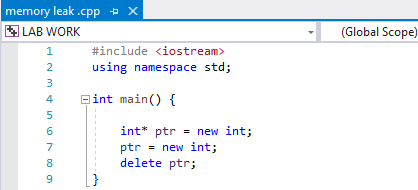 memory leak .cpp
LAB WORK
(Global Scope)
1 #include <iostream>
2 using namespace std;
3
4 int main() {
5
6 int* ptr = new int;
7 ptr = new int;
8 delete ptr;
9 }